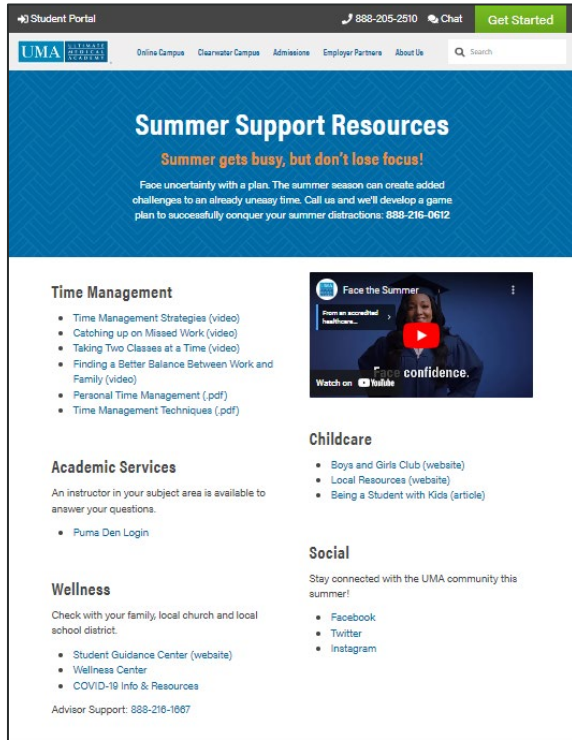 Student Portal
888-205-2510 Chat Get Started
UMA ULTIMATE MEDICAL ACADEMY
Online Campus Clearwater Campus Admissions Employer Partners About Us Search
Summer Support Resources
Summer gets busy, but don't lose focus!
Face uncertainty with a plan. The summer season can create added
challenges to an already uneasy time. Call us and we'll develop a game
plan to successfully conquer your summer distractions: 888-216-0612
Time Management
Time Management Strategies (video)
Catching up on Missed Work (video)
Taking Two Classes at a Time (video)
Finding a Better Balance Between Work and
Family (video)
Personal Time Management (.pdf)
Time Management Techniques (.pdf)
Academic Services
An instructor in your subject area is available to
answer your questions.
Puma Den Login
Wellness
Check with your family, local church and local
school district.
Student Guidance Center (website)
Wellness Center
COVID-19 Info & Resources
Advisor Support: 888-216-1667
Face the Summer
From an accredited
healthcare...
Face confidence.
Watch on YouTube
Childcare
Boys and Girls Club (website)
Local Resources (website)
Being a Student with Kids (article)
Social
Stay connected with the UMA community this
summer!
Facebook
Twitter
Instagram